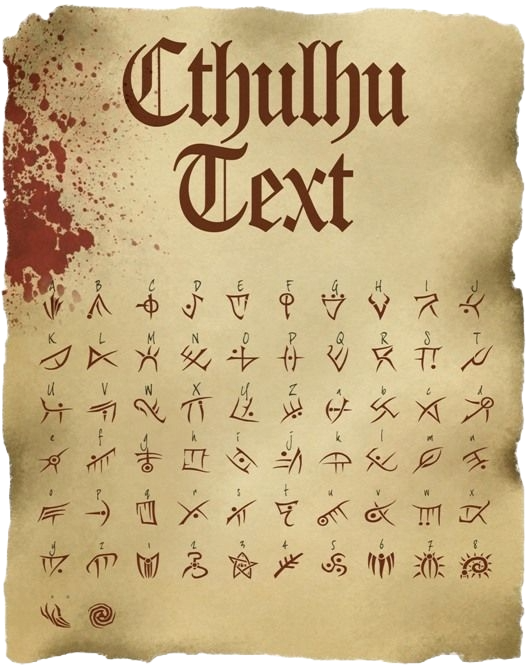 Cthulhu
Text
A B C D E F G H I J
K L M N O P Q R S T
U V W X Y Z a b c d
e f g h i j k l m n
o p q r s t u v w x
y z 1 2 3 4 5 6 7 8